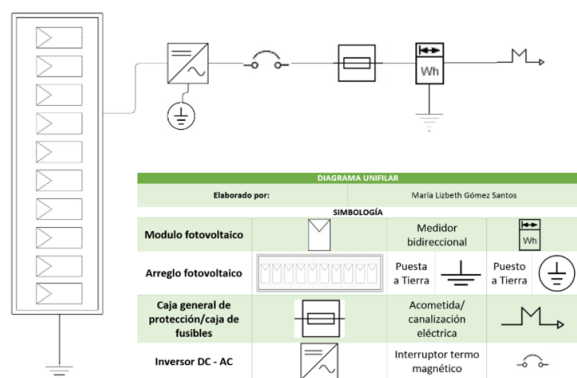 Wh
DIAGRAMA UNIFILAR
Elaborado por:
María Lizbeth Gómez Santos
SIMBOLOGÍA
Modulo fotovoltaico
Medidor
bidireccional
Wh
Arreglo fotovoltaico
Puesta
a Tierra
Puesto
a Tierra
Caja general de
protección/caja de
fusibles
Acometida/
canalización
eléctrica
Inversor DC - AC
Interruptor termo
magnético